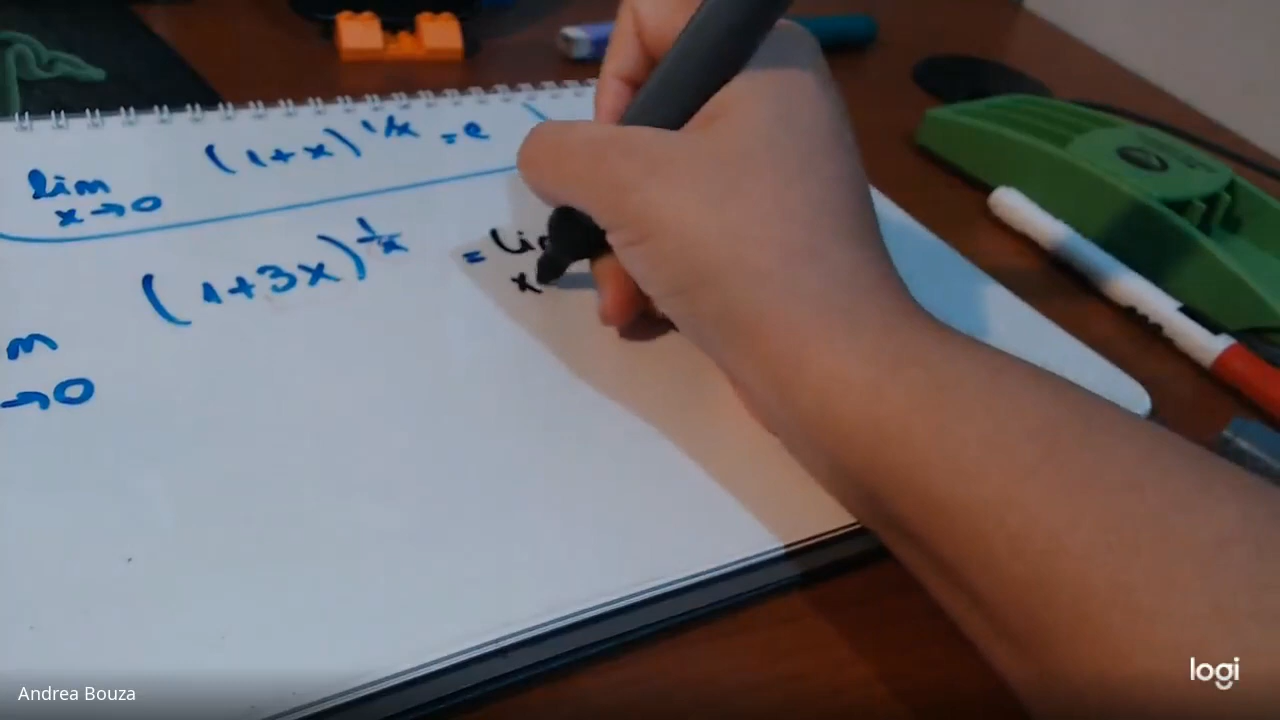 lim (1+x)^1/x = e
x→0
(1+3x)^1/x = Li
x
m
→0
Andrea Bouza
logi